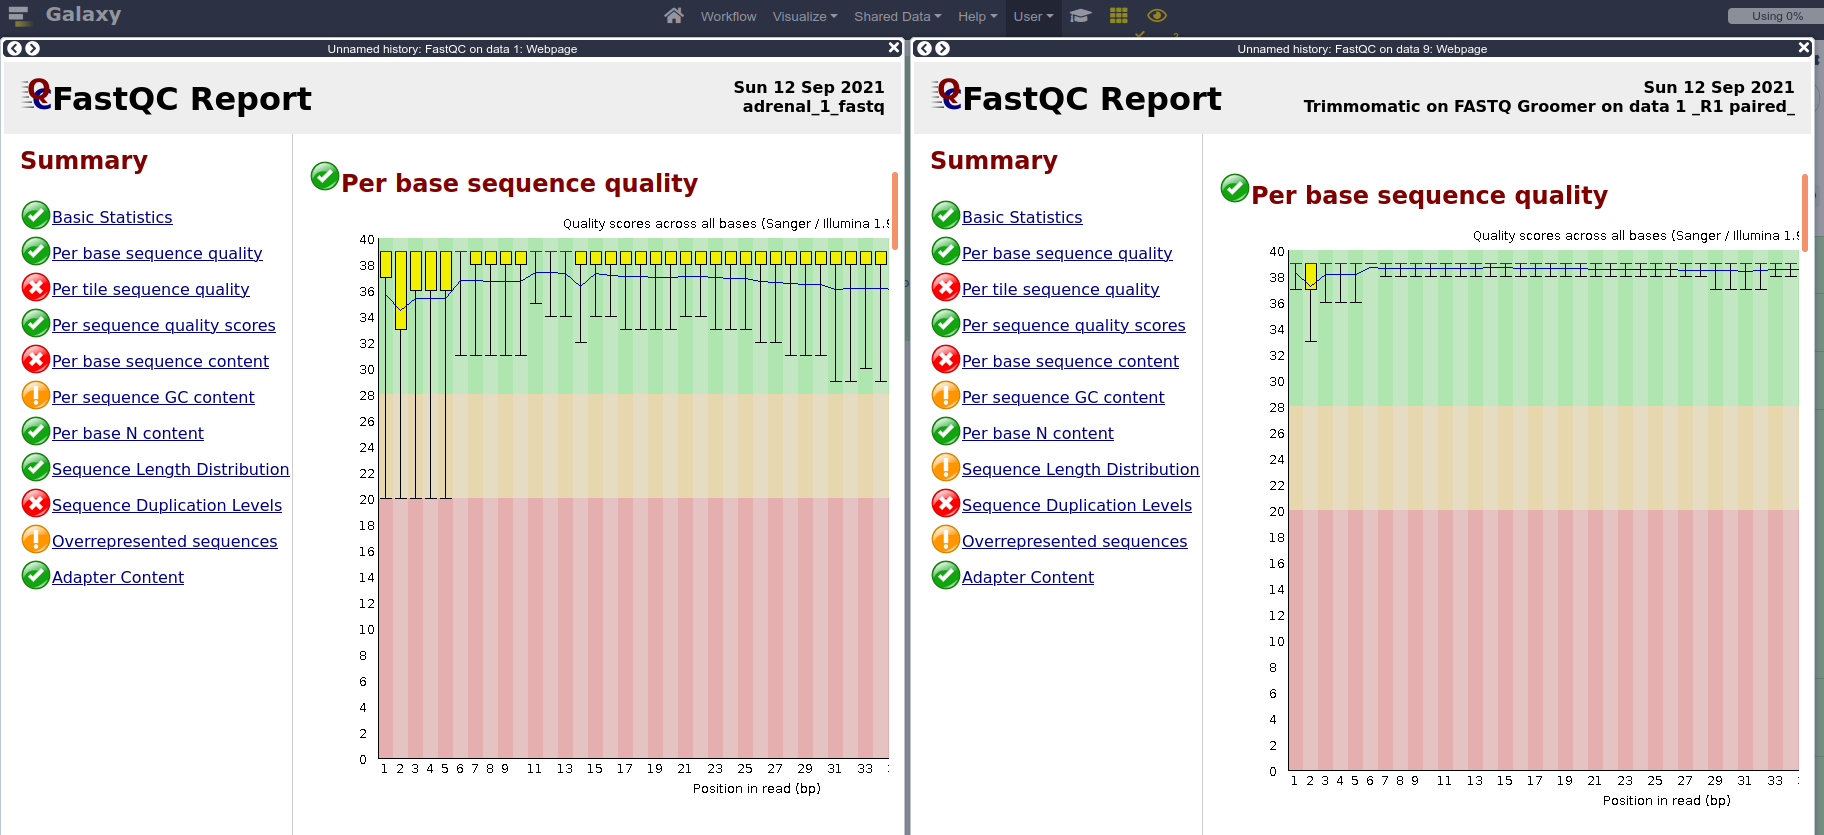 Galaxy
Workflow
Visualize
Shared Data
Help
User
Using 0%
Unnamed history: FastQC on data 1: Webpage
FastQC Report
Sun 12 Sep 2021
adrenal_1_fastq
Summary
Basic Statistics
Per base sequence quality
Per tile sequence quality
Per sequence quality scores
Per base sequence content
Per sequence GC content
Per base N content
Sequence Length Distribution
Sequence Duplication Levels
Overrepresented sequences
Adapter Content
Per base sequence quality
Quality scores across all bases (Sanger / Illumina 1.9
40
38
36
34
32
30
28
26
24
22
20
18
16
14
12
10
8
6
4
2
0
1 2 3 4 5 6 7 8 9 11 13 15 17 19 21 23 25 27 29 31 33
Position in read (bp)
Unnamed history: FastQC on data 9: Webpage
FastQC Report
Sun 12 Sep 2021
Trimmomatic on FASTQ Groomer on data 1 _R1 paired_
Summary
Basic Statistics
Per base sequence quality
Per tile sequence quality
Per sequence quality scores
Per base sequence content
Per sequence GC content
Per base N content
Sequence Length Distribution
Sequence Duplication Levels
Overrepresented sequences
Adapter Content
Per base sequence quality
Quality scores across all bases (Sanger / Illumina 1.9
40
38
36
34
32
30
28
26
24
22
20
18
16
14
12
10
8
6
4
2
0
1 2 3 4 5 6 7 8 9 11 13 15 17 19 21 23 25 27 29 31 33
Position in read (bp)